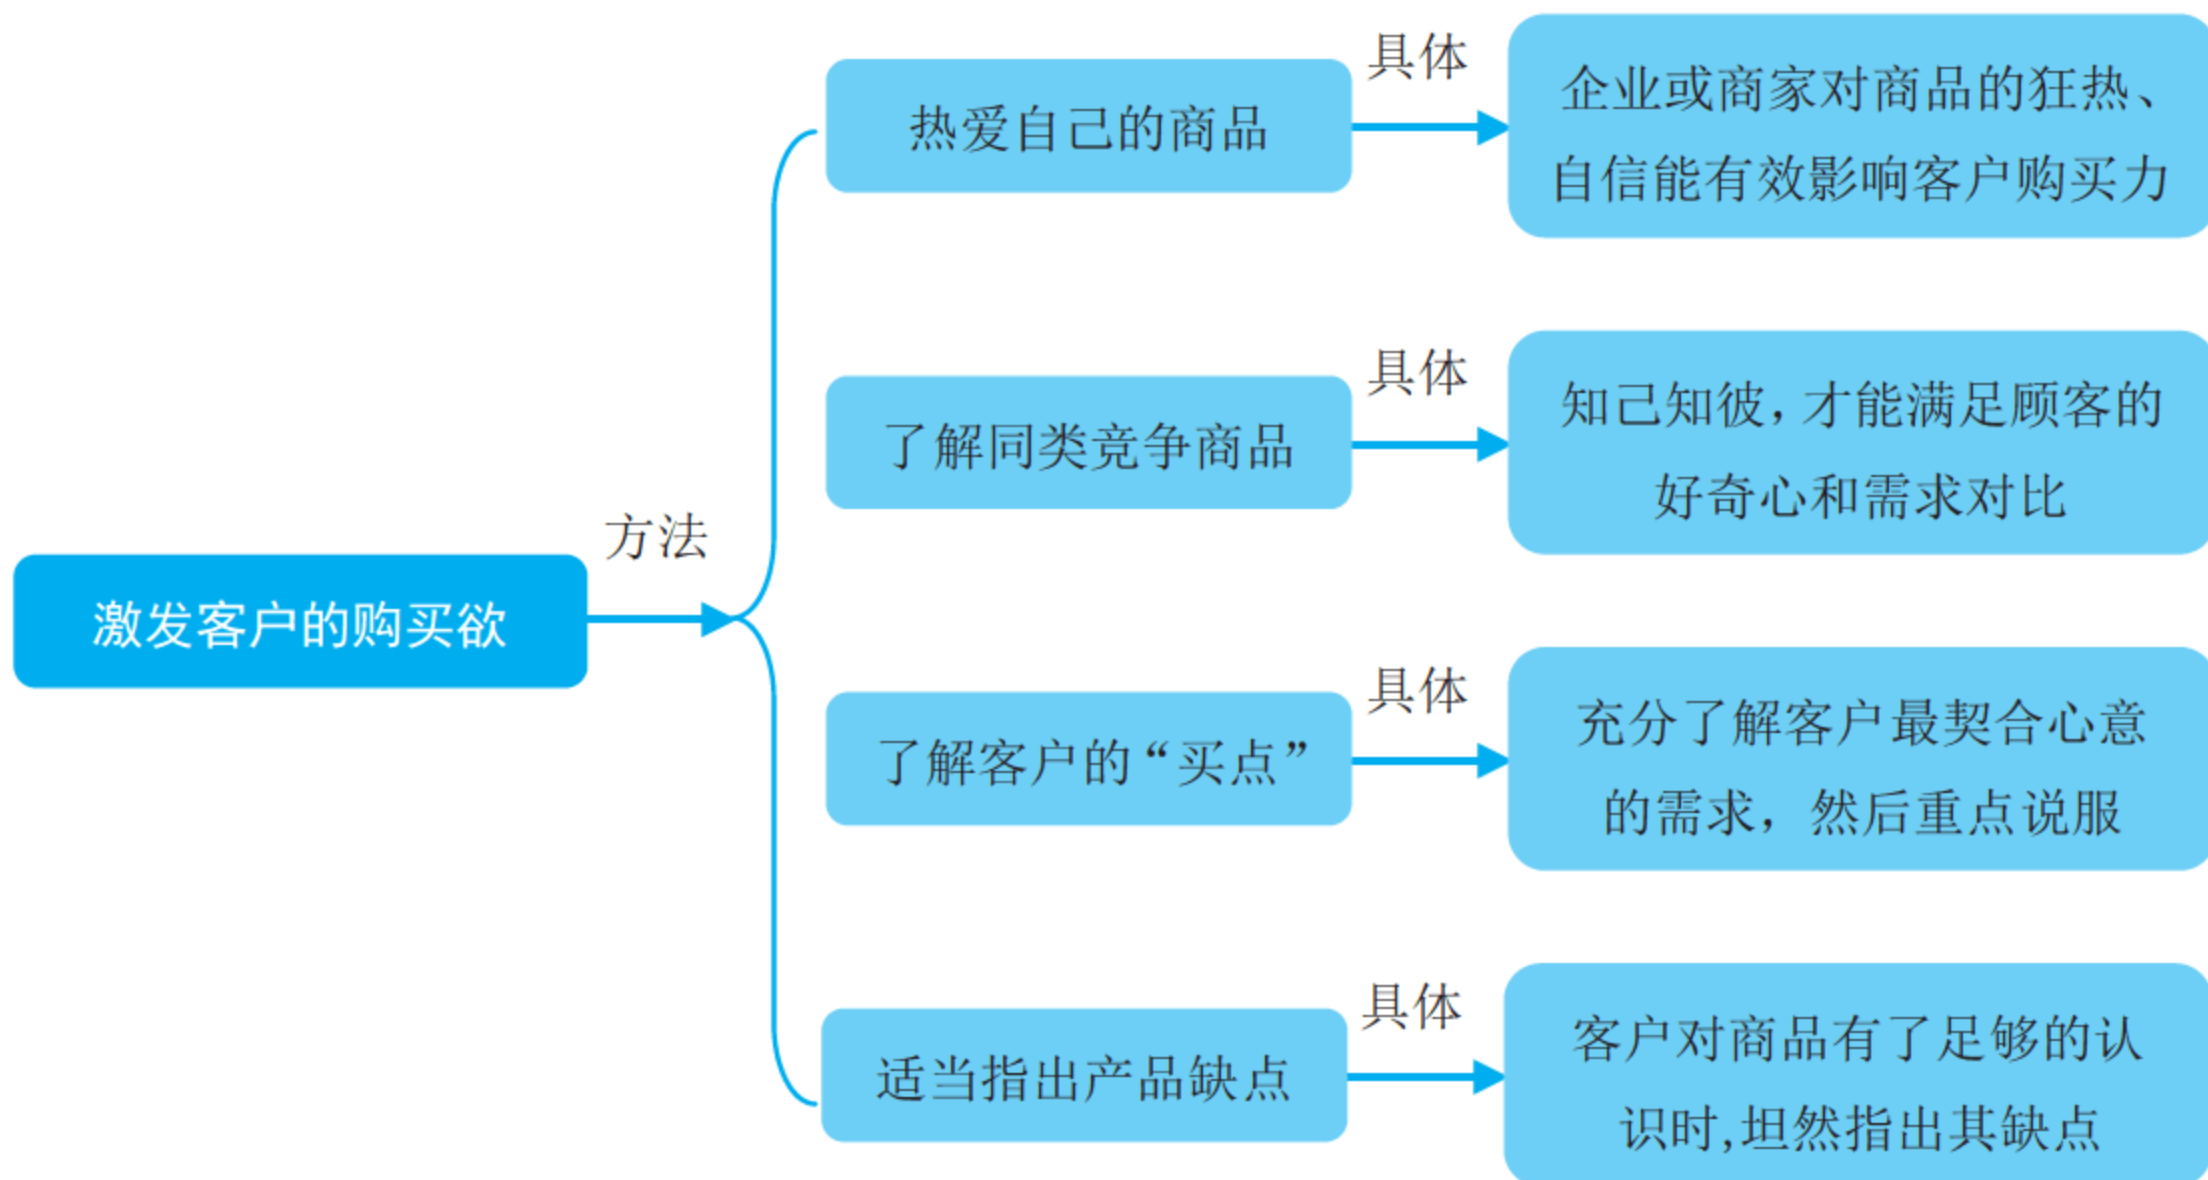 激发客户的购买欲
方法
热爱自己的商品
具体
企业或商家对商品的狂热、
自信能有效影响客户购买力
了解同类竞争商品
具体
知己知彼，才能满足顾客的
好奇心和需求对比
了解客户的“买点”
具体
充分了解客户最契合心意
的需求，然后重点说服
适当指出产品缺点
具体
客户对商品有了足够的认
识时,坦然指出其缺点